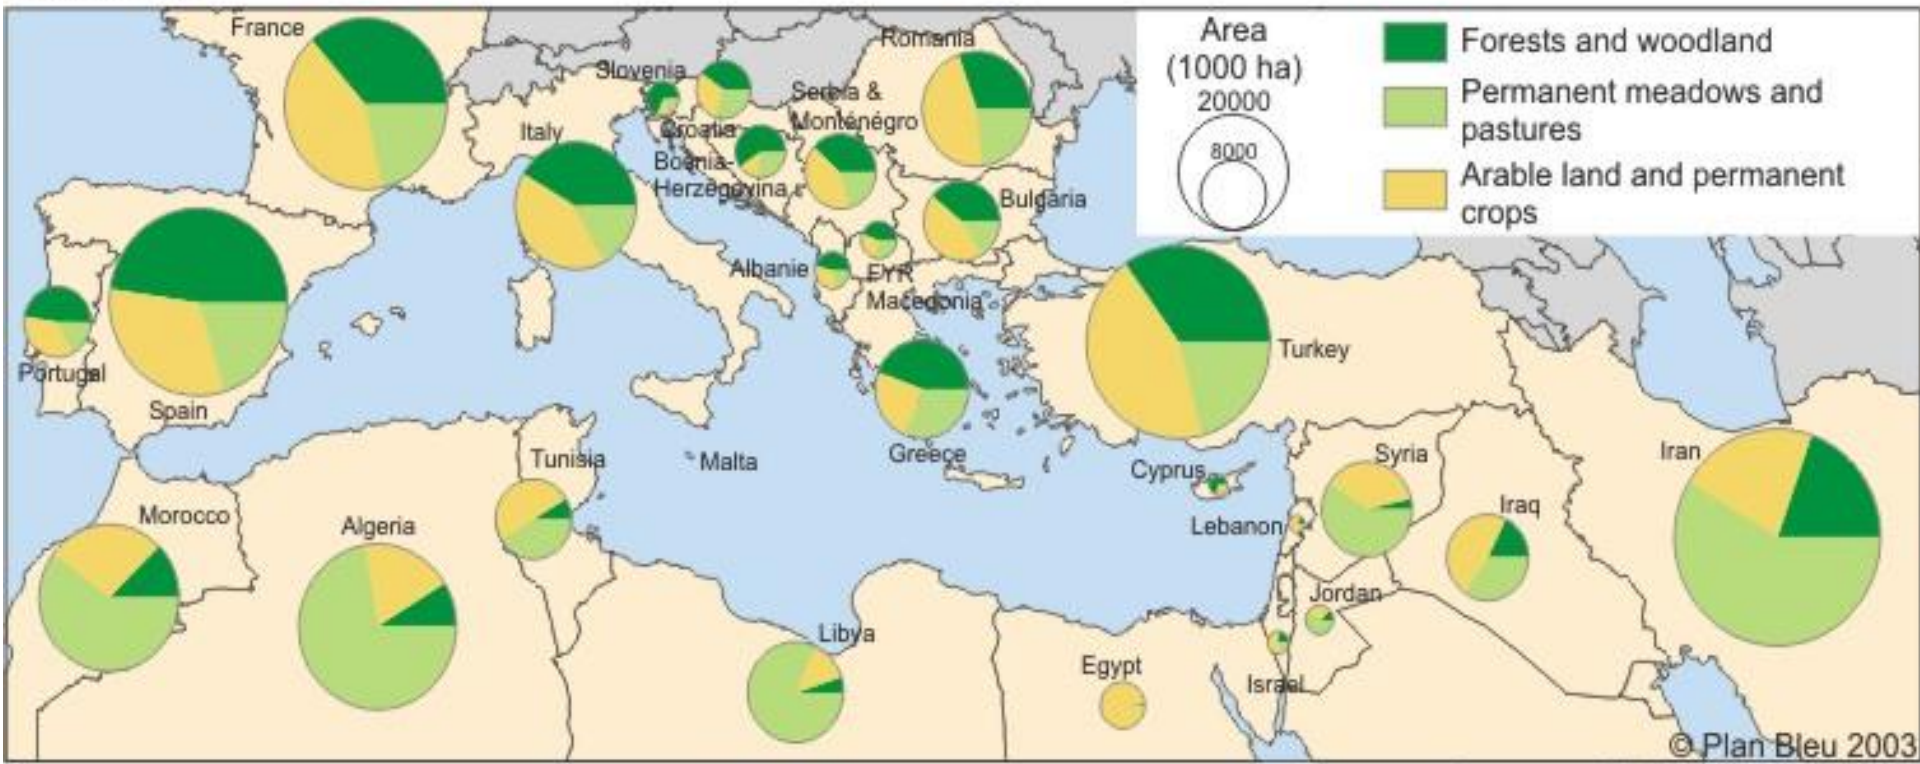 France
Romania
Slovenia
Serbia &
Monténégro
Croatia
Italy
Bosnia-
Herzégovina
Bulgaria
Albanie
FYR
Macedonia
Portugal
Spain
Greece
Turkey
Malta
Tunisia
Cyprus
Syria
Iran
Lebanon
Iraq
Morocco
Algeria
Jordan
Libya
Egypt
Israel
Area
(1000 ha)
20000
8000
Forests and woodland
Permanent meadows and
pastures
Arable land and permanent
crops
© Plan Bleu 2003